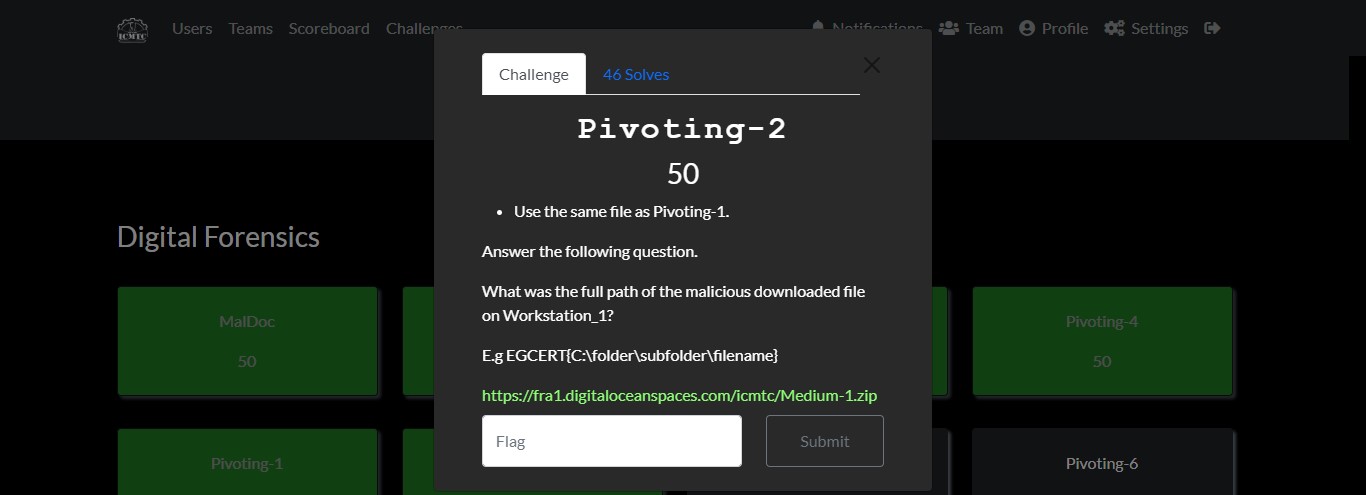 ICMTC Users Teams Scoreboard Challenges Notifications Team Profile Settings
Challenge 46 Solves
Pivoting-2
50
• Use the same file as Pivoting-1.
Answer the following question.
What was the full path of the malicious downloaded file
on Workstation_1?
E.g EGCERT{C:\folder\subfolder\filename}
https://fra1.digitaloceanspaces.com/icmtc/Medium-1.zip
Flag Submit
Digital Forensics
MalDoc
50
Pivoting-4
50
Pivoting-1
Pivoting-6